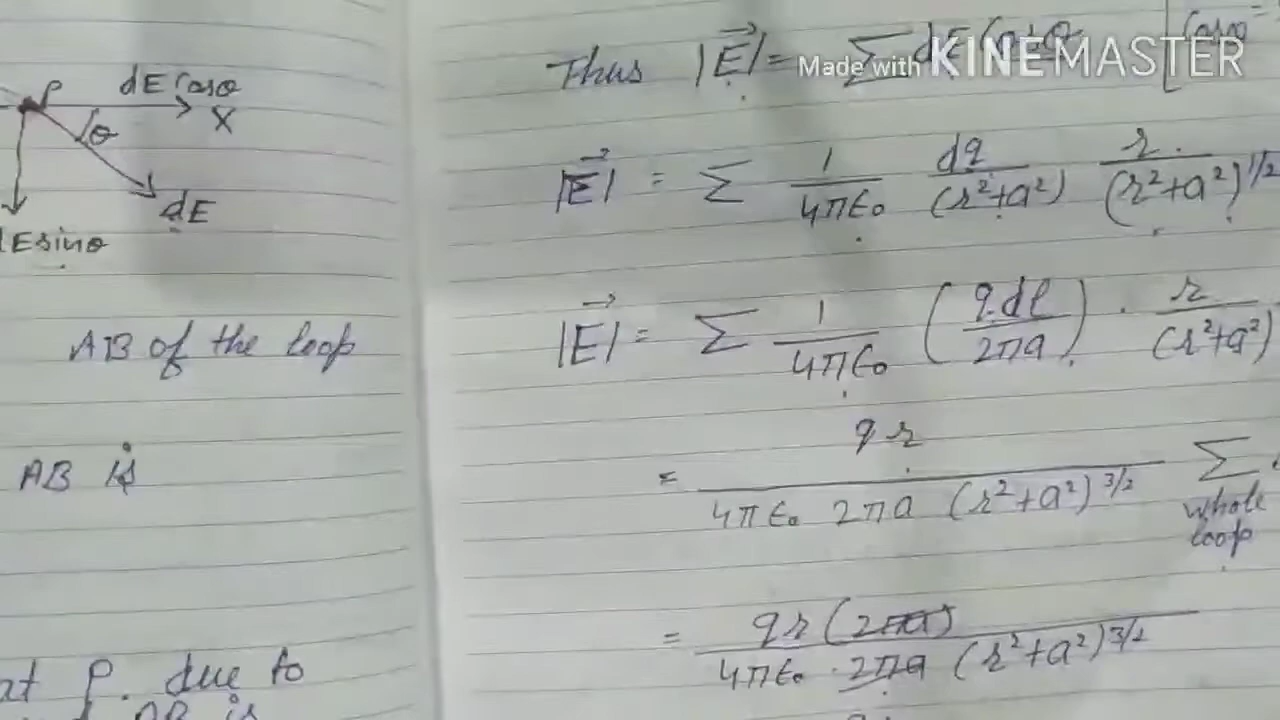 P dE Cosθ
X
θ
dE
dE sinθ
AB of the loop
AB is
at P. due to
Thus |E⃗| = Σ dE Cosθ [Cosθ =
Made with KINEMASTER
|E⃗| = Σ 1/4πϵ₀ dq/(r²+a²) r/(r²+a²)^1/2
|E⃗| = Σ 1/4πϵ₀ (q.dl/2πa) . r/(r²+a²)
= q r/4πϵ₀ 2πa (r²+a²)^3/2 Σ
whole
loop
= qr(2πa)/4πϵ₀ . 2πa (r²+a²)^3/2